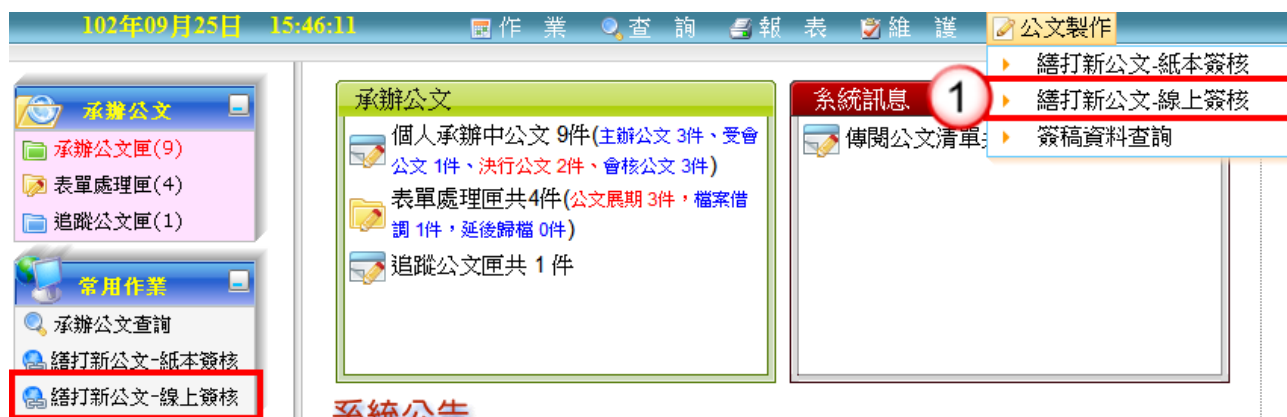 102年09月25日 15:46:11 作 業 查 詢 報 表 維 護 公文製作
繕打新公文-紙本簽核
繕打新公文-線上簽核
簽稿資料查詢
1
承辦公文
承辦公文匣(9)
表單處理匣(4)
追蹤公文匣(1)
常用作業
承辦公文查詢
繕打新公文-紙本簽核
繕打新公文-線上簽核
承辦公文
個人承辦中公文 9件(主辦公文 3件、受會
公文 1件、決行公文 2件、會核公文 3件)
表單處理匣共4件(公文展期 3件，檔案借
調 1件，延後歸檔 0件)
追蹤公文匣共 1 件
系統訊息
傳閱公文清單
系統公告